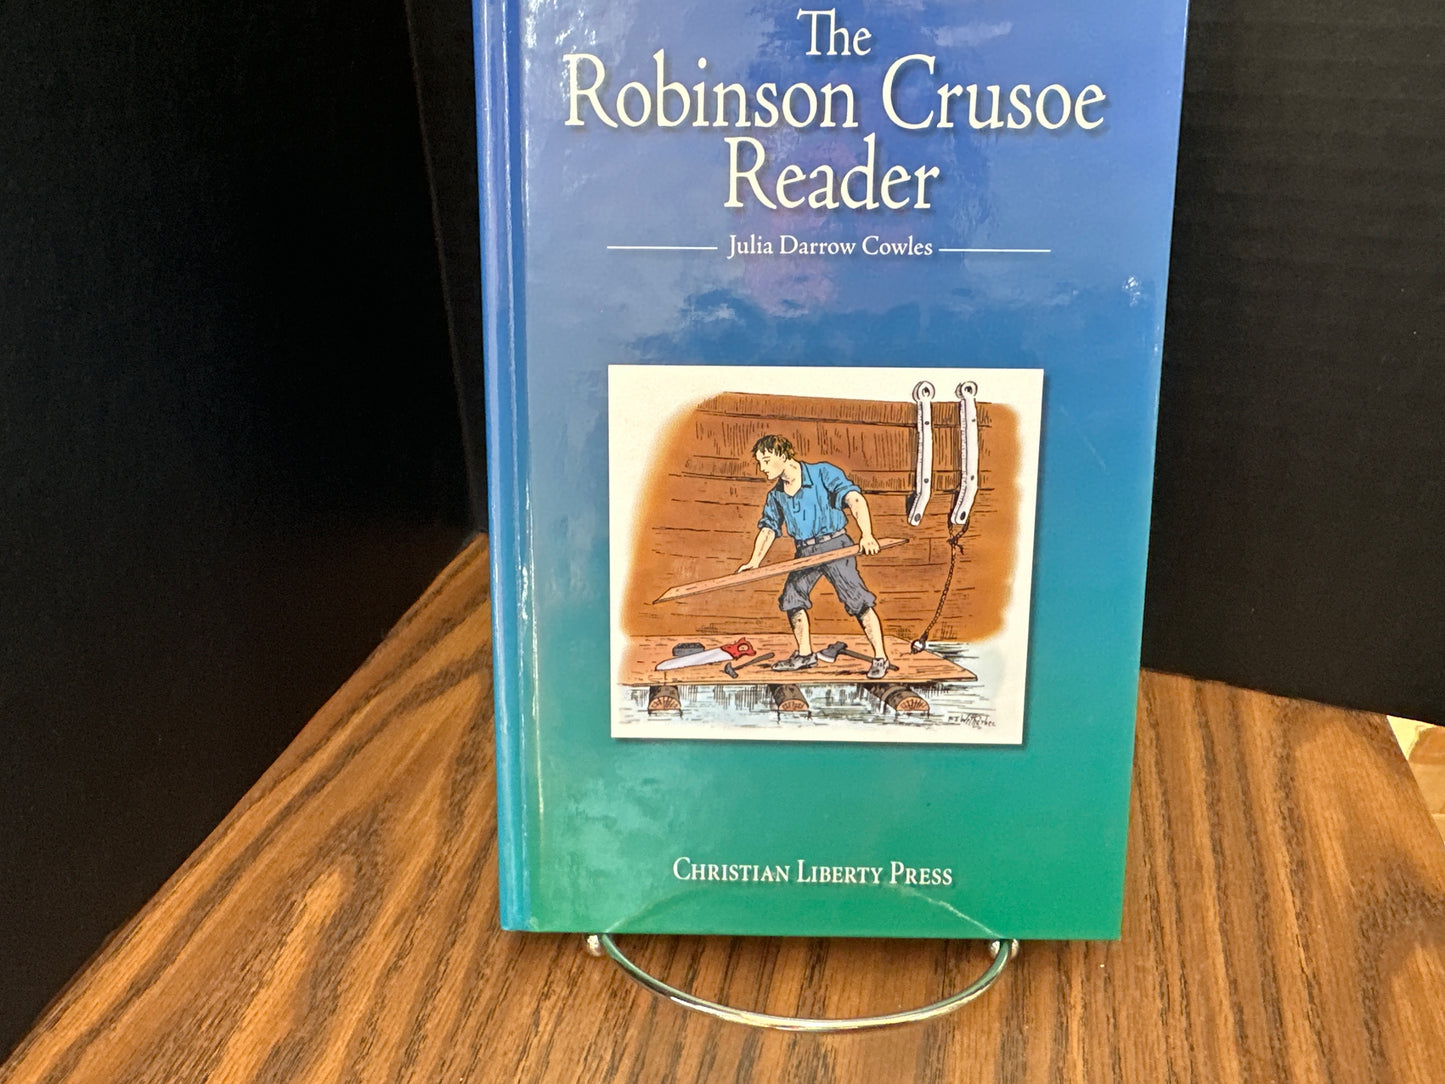 The
Robinson Crusoe
Reader
Julia Darrow Cowles
Christian Liberty Press